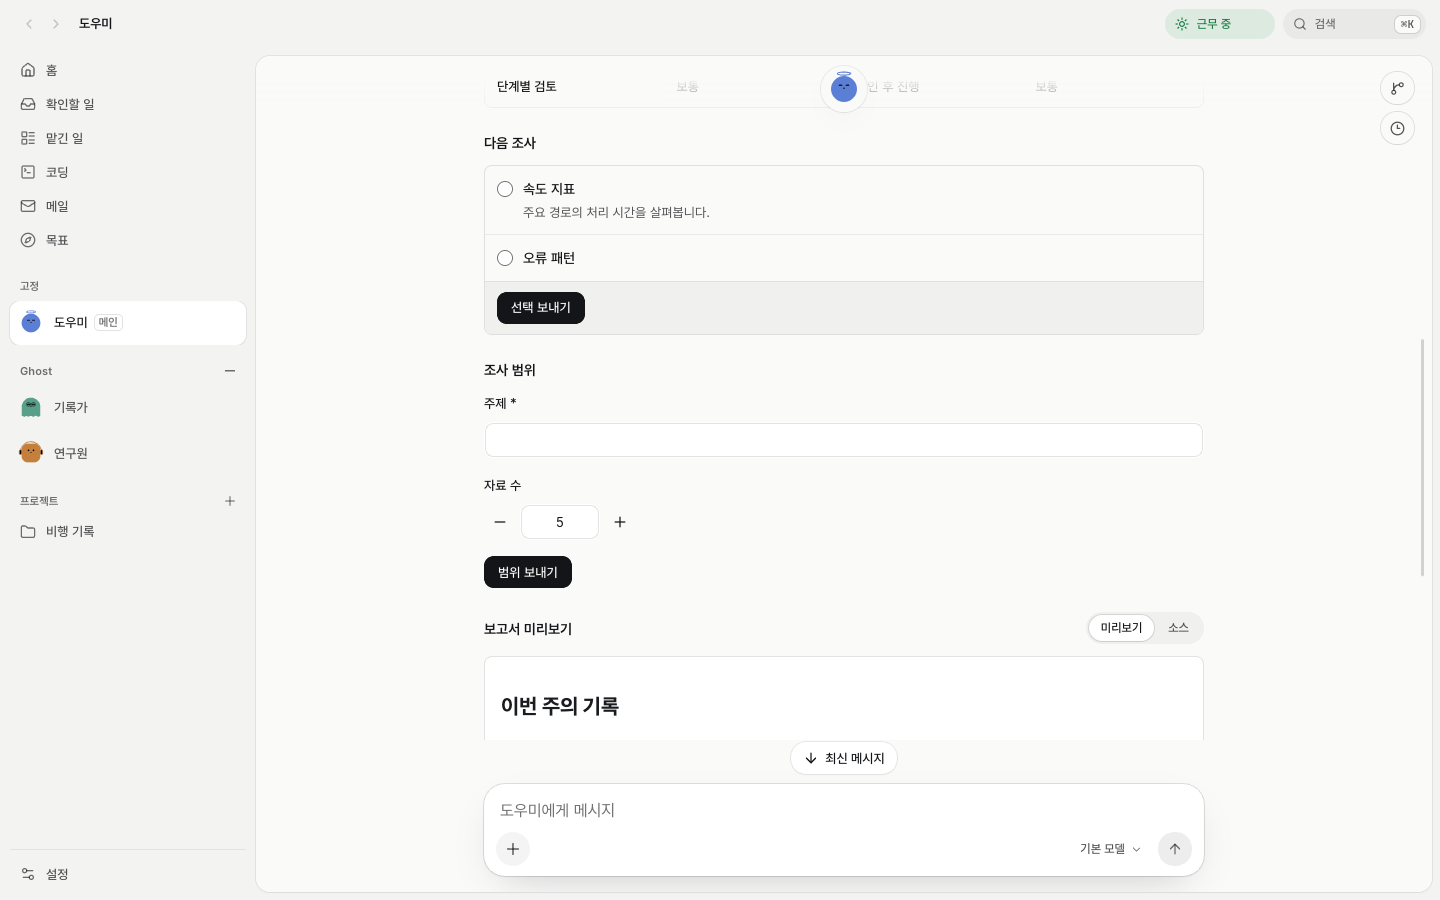 도우미
근무 중
검색
⌘K
홈
확인할 일
맡긴 일
코딩
메일
목표
고정
도우미 메인
Ghost
기록가
연구원
프로젝트
비행 기록
설정
단계별 검토 보통 인 후 진행 보통
다음 조사
속도 지표
주요 경로의 처리 시간을 살펴봅니다.
오류 패턴
선택 보내기
조사 범위
주제 *
자료 수
5
범위 보내기
보고서 미리보기
미리보기 소스
이번 주의 기록
최신 메시지
도우미에게 메시지
기본 모델